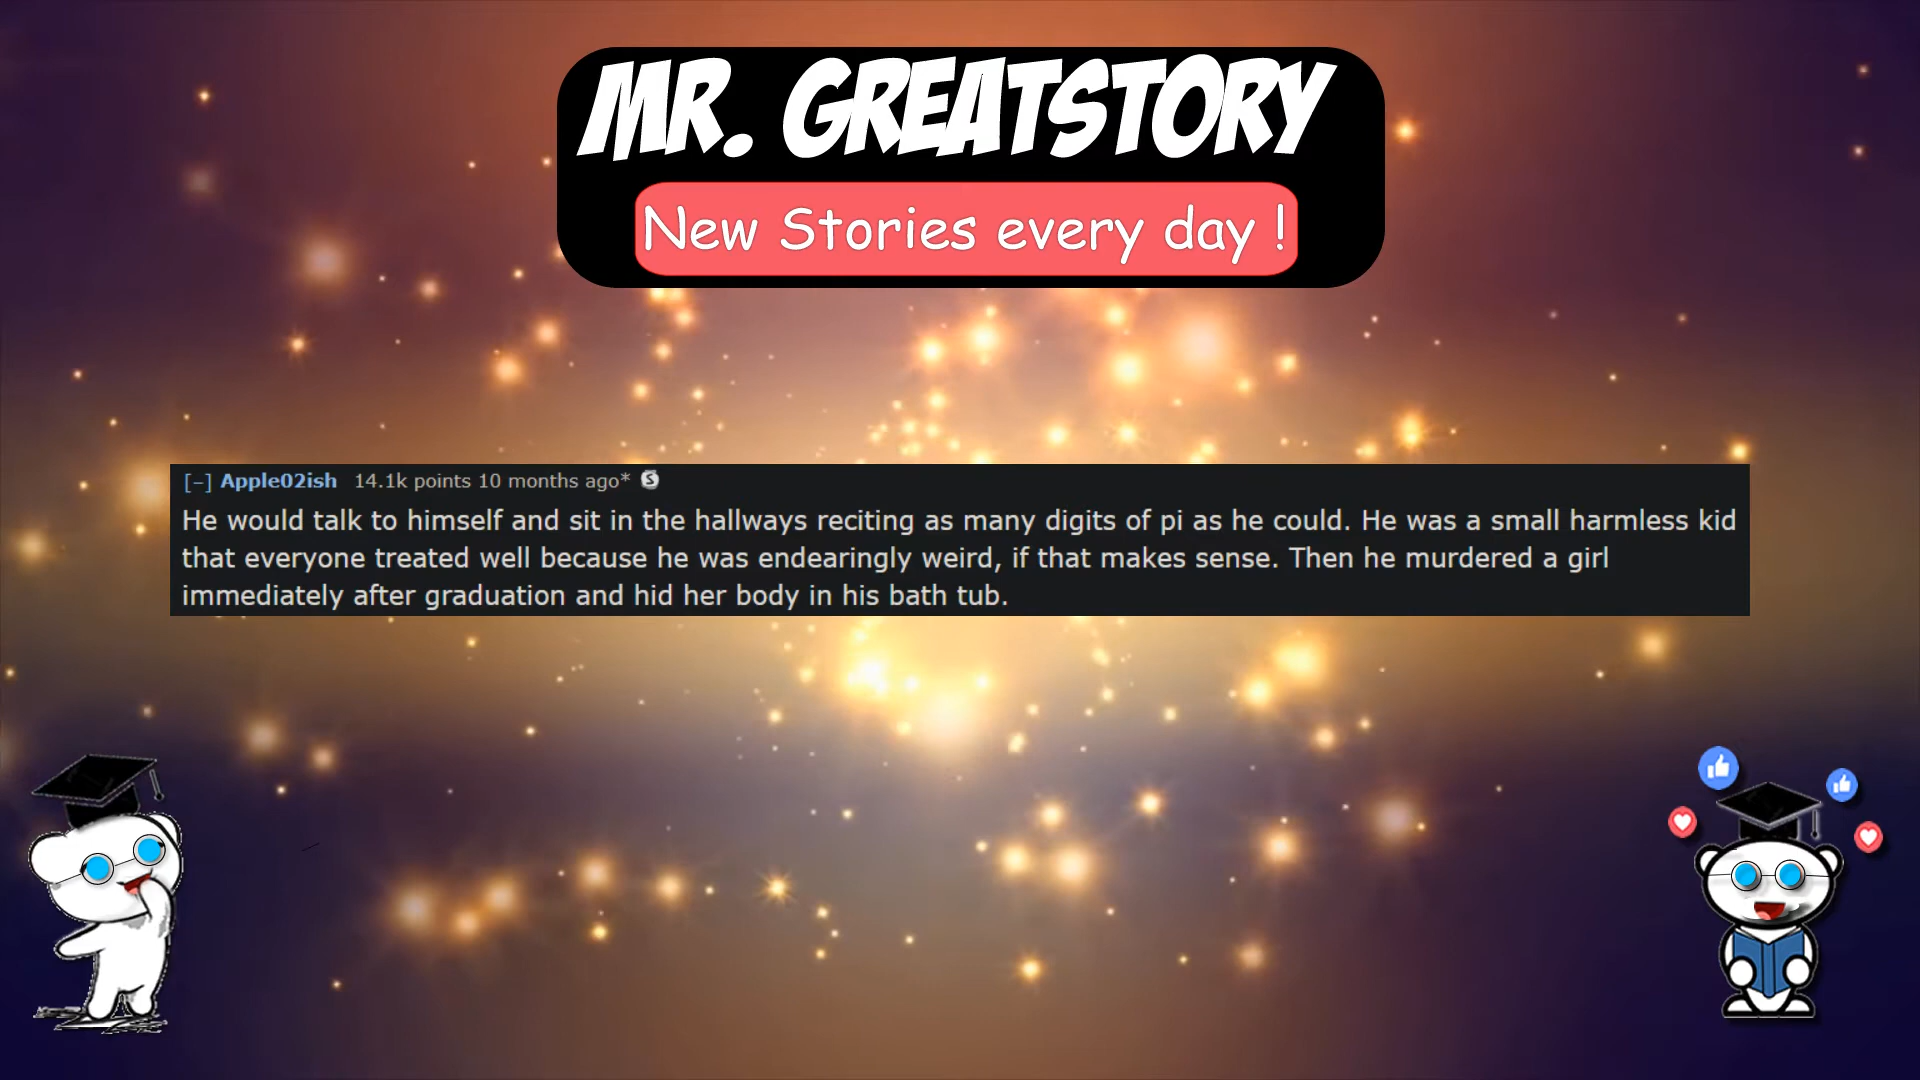 MR. GREATSTORY
New Stories every day !
[–] Apple02ish 14.1k points 10 months ago* S
He would talk to himself and sit in the hallways reciting as many digits of pi as he could. He was a small harmless kid
that everyone treated well because he was endearingly weird, if that makes sense. Then he murdered a girl
immediately after graduation and hid her body in his bath tub.